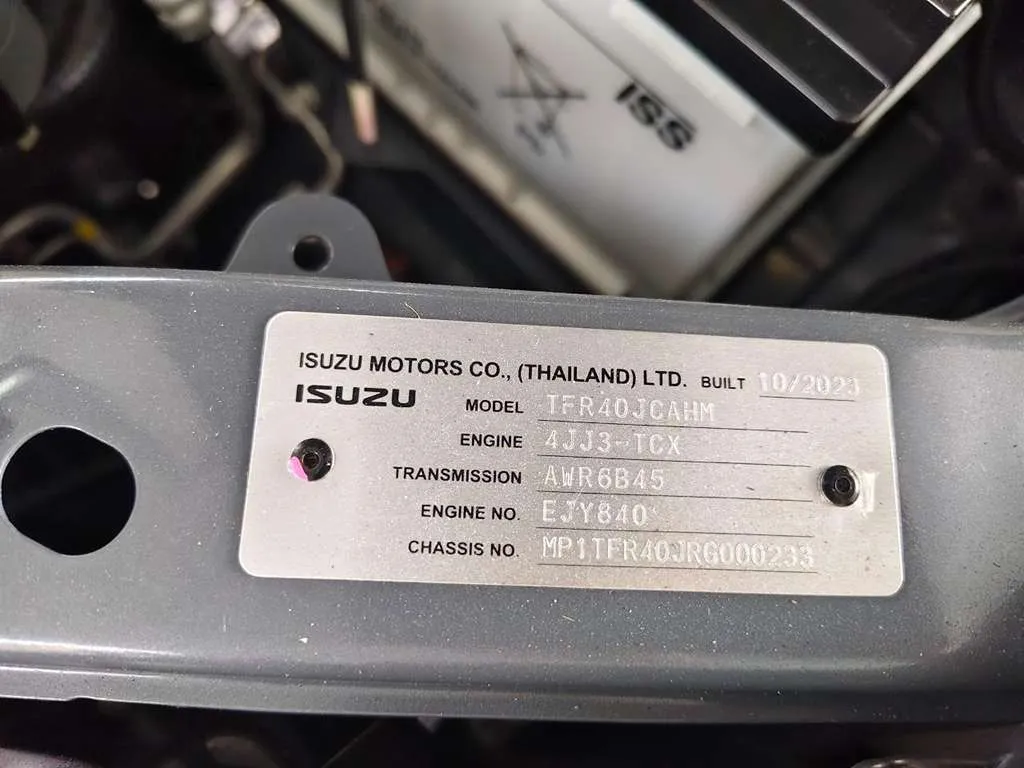 ISS
ISUZU MOTORS CO., (THAILAND) LTD. BUILT 10/2023
ISUZU
MODEL TFR40JCAHM
ENGINE 4JJ3-TCX
TRANSMISSION AWR6B45
ENGINE NO. EJY840
CHASSIS NO. MP1TFR40JRG000233